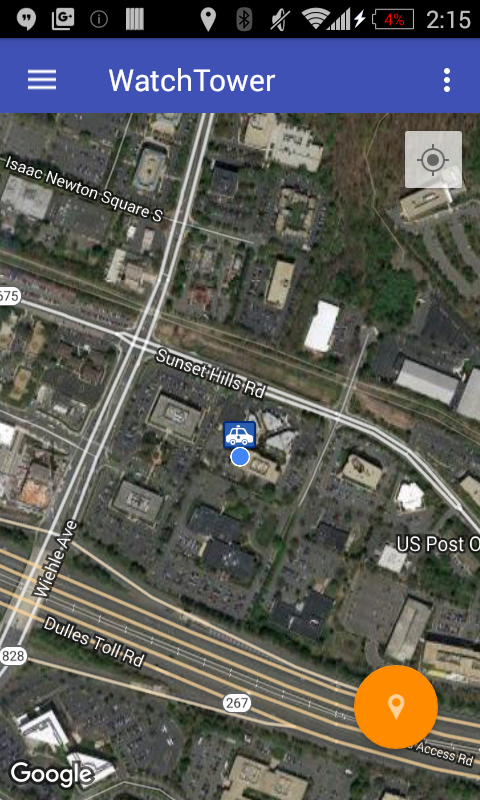 4% 2:15
WatchTower
Isaac Newton Square S
675
Sunset Hills Rd
US Post O
Wiehle Ave
Dulles Toll Rd
828
267
Access Rd
Google